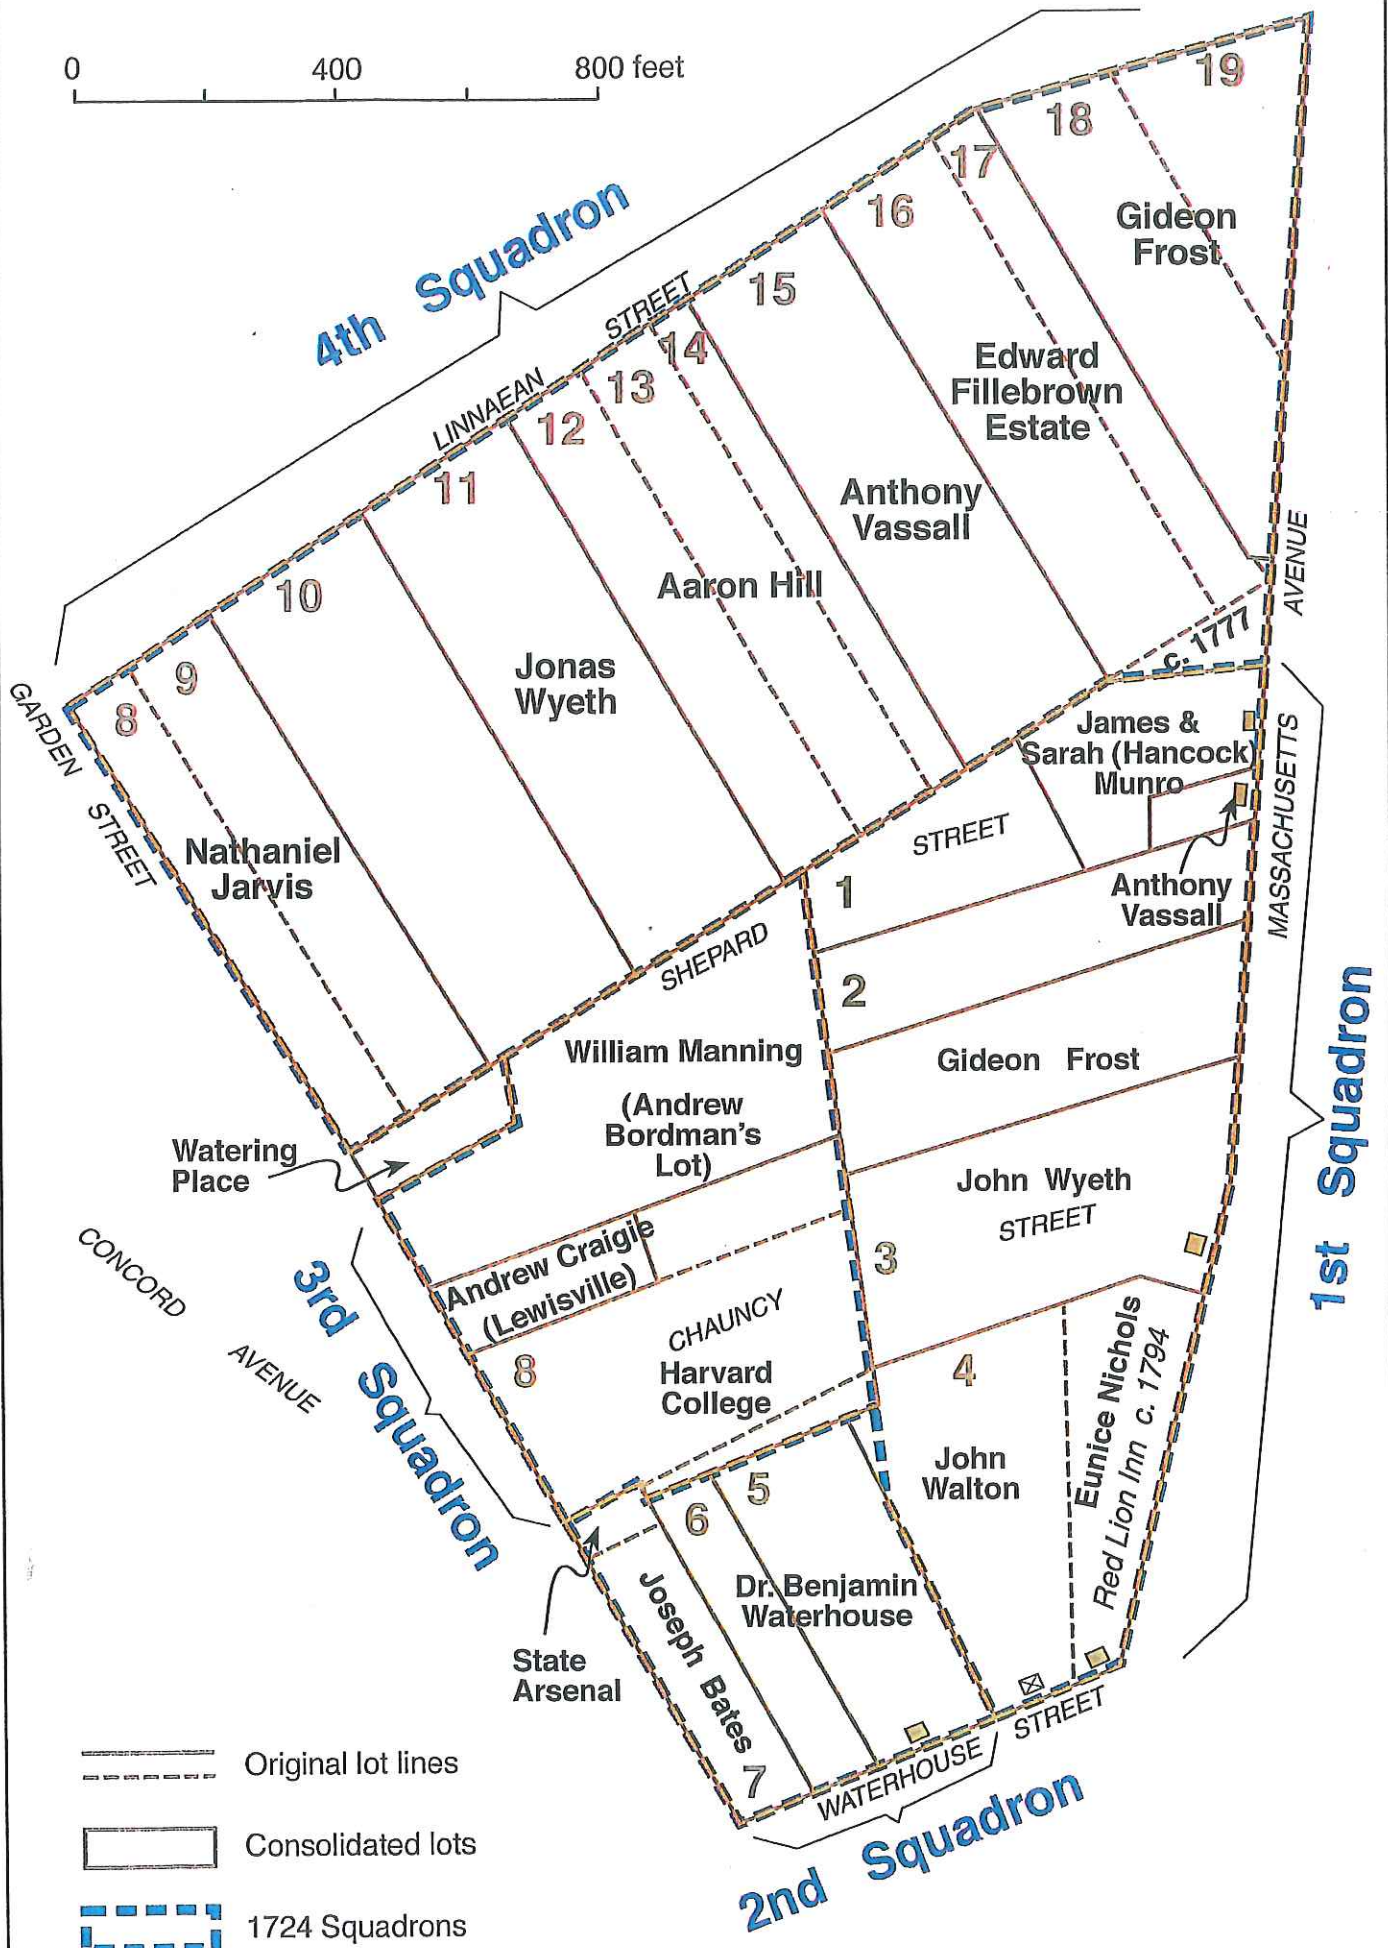 0 400 800 feet
4th Squadron
LINNAEAN STREET
19
18
17
16
15
14
13
12
11
10
9
8
Gideon
Frost
Edward
Fillebrown
Estate
Anthony
Vassall
Aaron Hill
Jonas
Wyeth
Nathaniel
Jarvis
GARDEN STREET
c. 1777
MASSACHUSETTS AVENUE
James &
Sarah (Hancock)
Munro
Anthony
Vassall
SHEPARD STREET
1
2
Gideon Frost
John Wyeth
STREET
3
1st Squadron
William Manning
(Andrew
Bordman's
Lot)
Watering
Place
CONCORD AVENUE
3rd Squadron
Andrew Craigie
(Lewisville)
CHAUNCY
8
Harvard
College
4
John
Walton
Eunice Nichols
Red Lion Inn c. 1794
5
6
Dr. Benjamin
Waterhouse
Joseph Bates
7
State
Arsenal
WATERHOUSE STREET
2nd Squadron
Original lot lines
Consolidated lots
1724 Squadrons